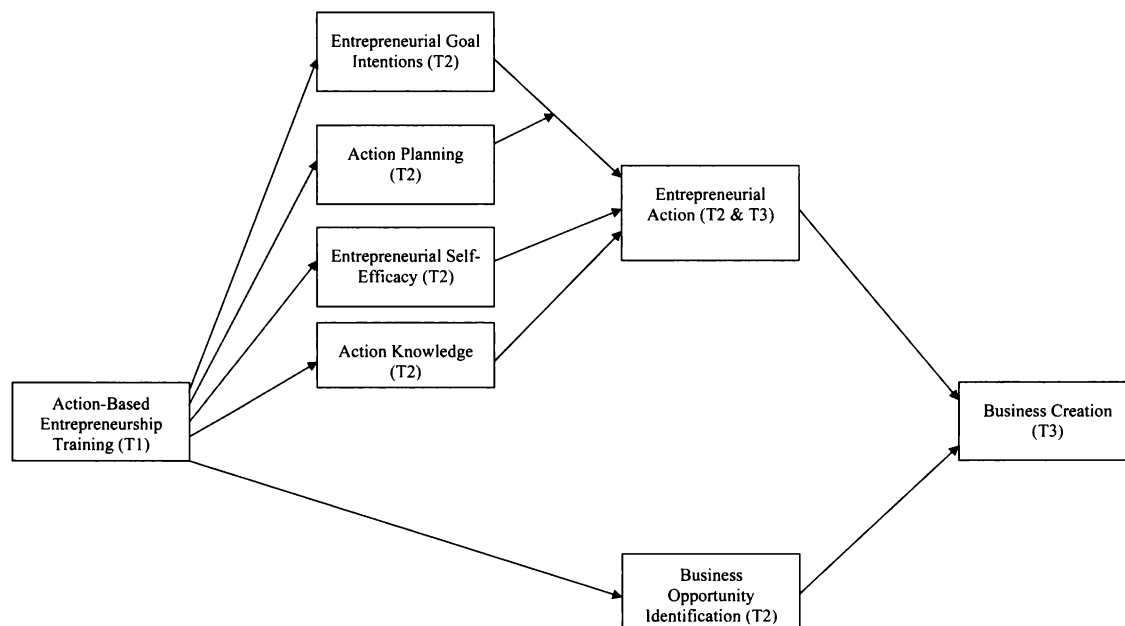 Entrepreneurial Goal
Intentions (T2)
Action Planning
(T2)
Entrepreneurial
Action (T2 & T3)
Entrepreneurial Self-
Efficacy (T2)
Action Knowledge
(T2)
Action-Based
Entrepreneurship
Training (T1)
Business Creation
(T3)
Business
Opportunity
Identification (T2)